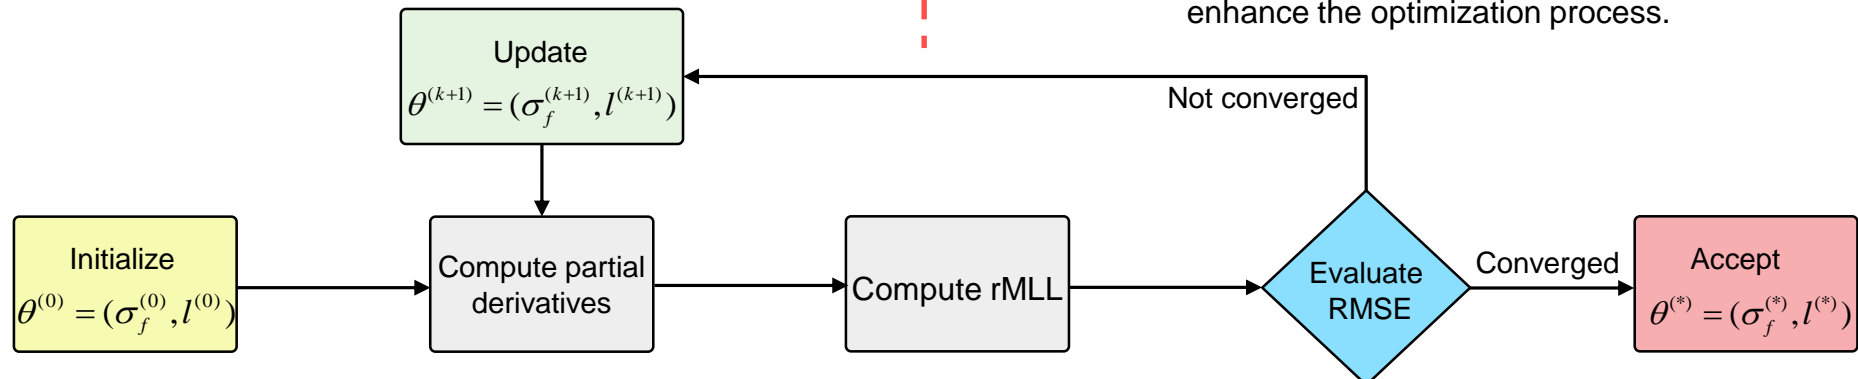 enhance the optimization process.
Update
θ^{(k+1)} = (σ_f^{(k+1)}, l^{(k+1)})
Not converged
Initialize
θ^{(0)} = (σ_f^{(0)}, l^{(0)})
Compute partial
derivatives
Compute rMLL
Evaluate
RMSE
Converged
Accept
θ^{(*)} = (σ_f^{(*)}, l^{(*)})